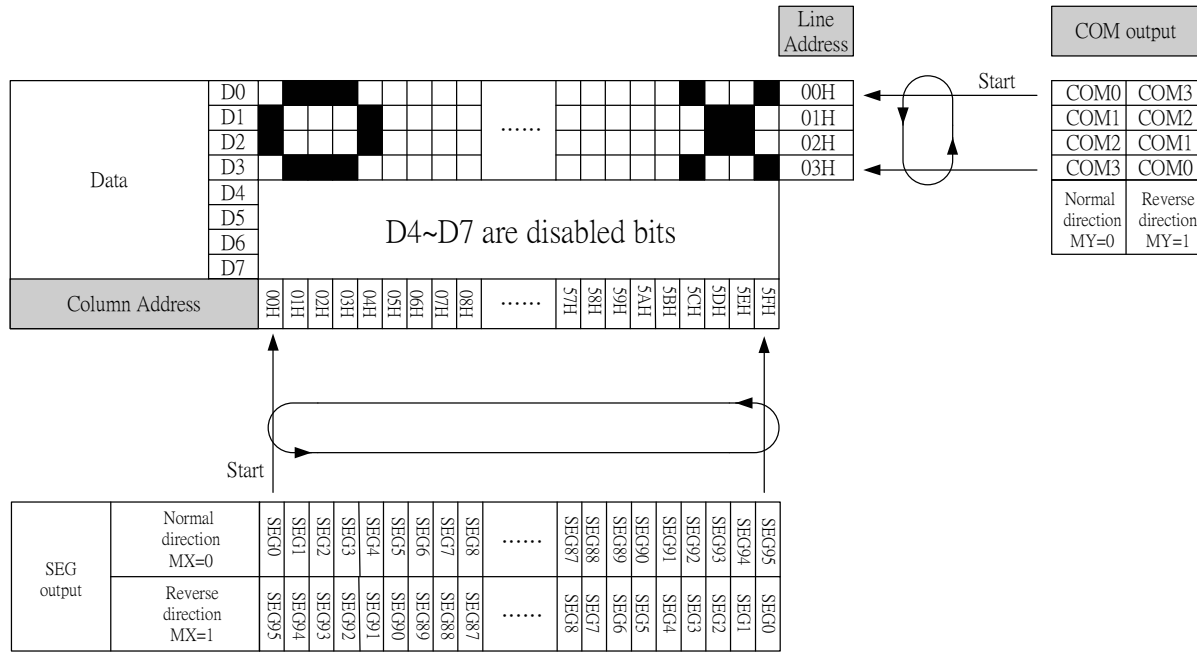 Line
Address
COM output
Data
D0
D1
D2
D3
D4
D5
D6
D7
……
D4~D7 are disabled bits
00H
01H
02H
03H
Start
COM0 COM3
COM1 COM2
COM2 COM1
COM3 COM0
Normal
direction
MY=0
Reverse
direction
MY=1
Column Address
00H 01H 02H 03H 04H 05H 06H 07H 08H …… 57H 58H 59H 5AH 5BH 5CH 5DH 5EH 5FH
Start
SEG
output
Normal
direction
MX=0
SEG0 SEG1 SEG2 SEG3 SEG4 SEG5 SEG6 SEG7 SEG8 …… SEG87 SEG88 SEG89 SEG90 SEG91 SEG92 SEG93 SEG94 SEG95
Reverse
direction
MX=1
SEG95 SEG94 SEG93 SEG92 SEG91 SEG90 SEG89 SEG88 SEG87 …… SEG8 SEG7 SEG6 SEG5 SEG4 SEG3 SEG2 SEG1 SEG0